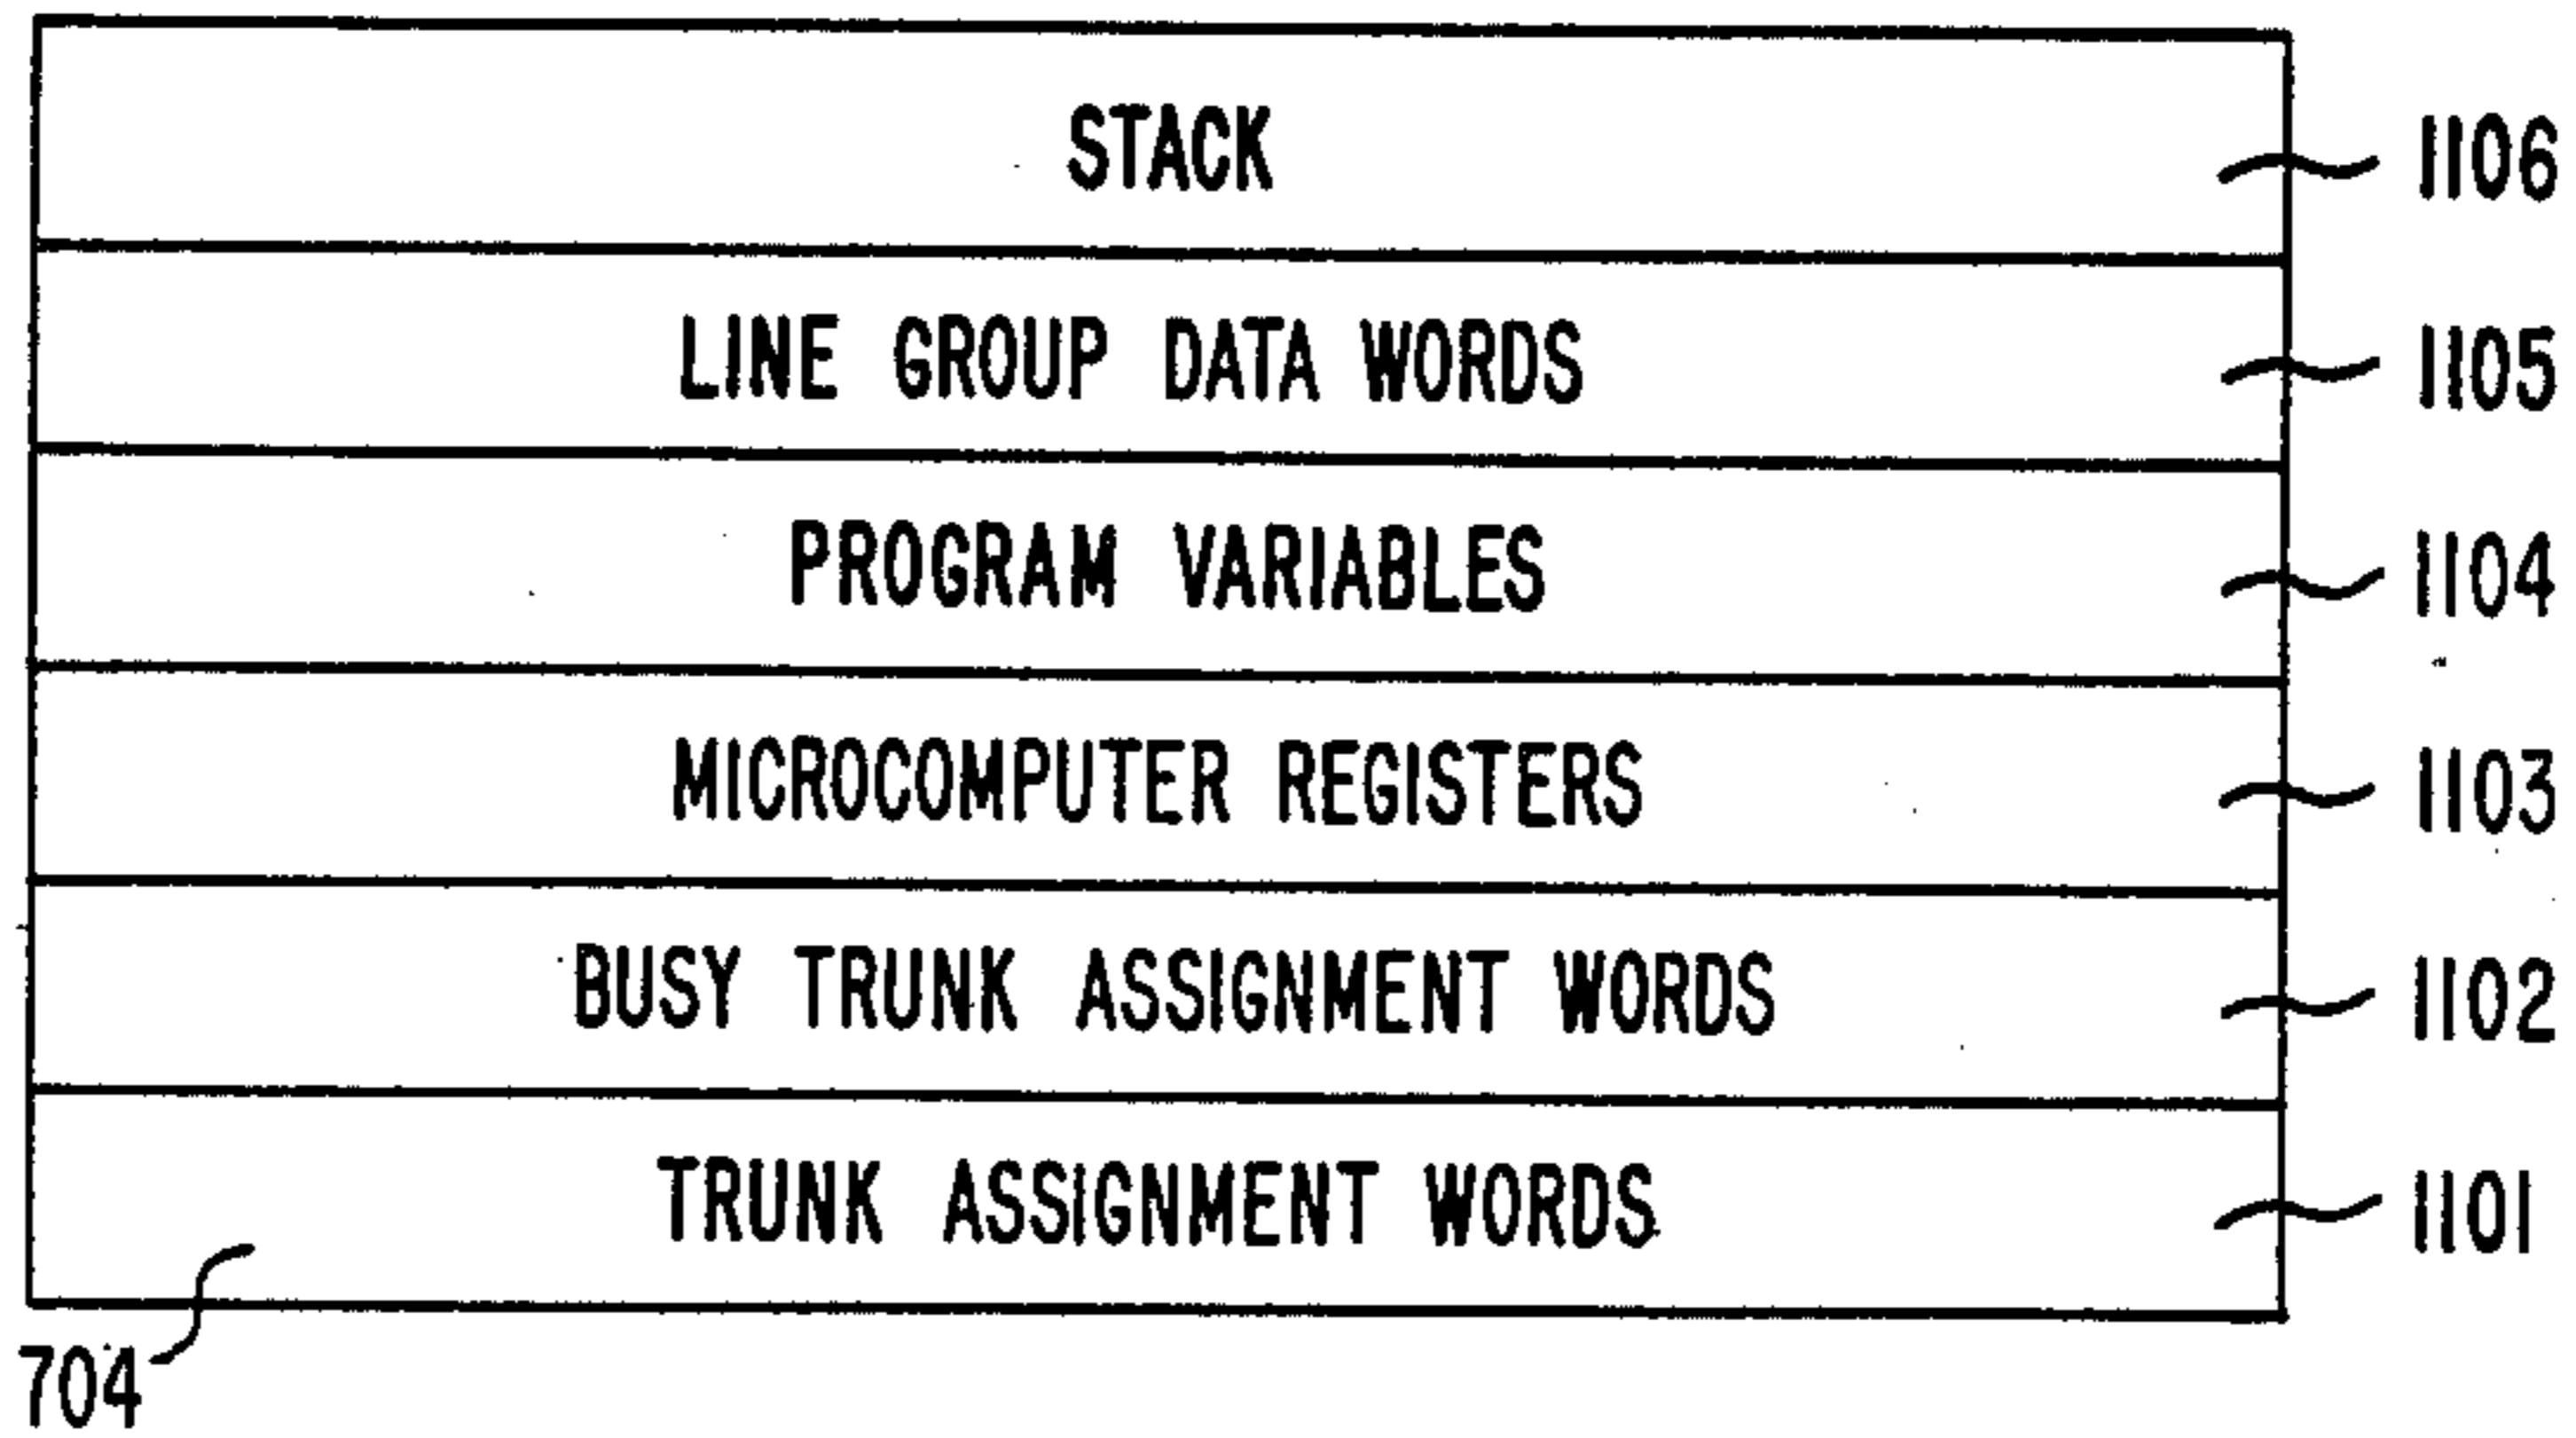 STACK 1106
LINE GROUP DATA WORDS 1105
PROGRAM VARIABLES 1104
MICROCOMPUTER REGISTERS 1103
BUSY TRUNK ASSIGNMENT WORDS 1102
TRUNK ASSIGNMENT WORDS 1101
704